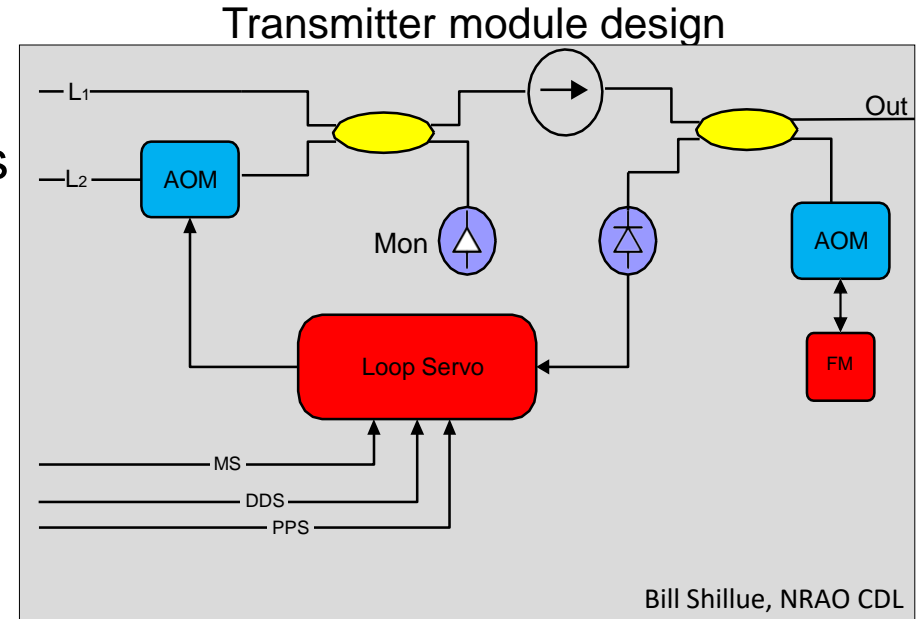 Transmitter module design
L1
Out
s
L2
AOM
Mon
AOM
Loop Servo
FM
MS
DDS
PPS
Bill Shillue, NRAO CDL